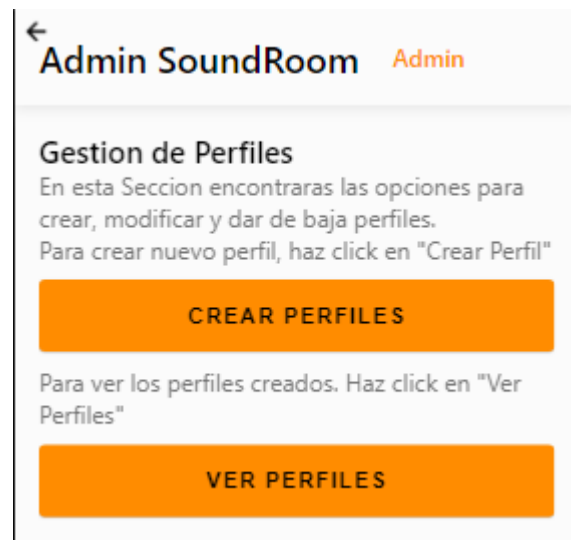 Admin SoundRoom Admin
Gestion de Perfiles
En esta Seccion encontraras las opciones para
crear, modificar y dar de baja perfiles.
Para crear nuevo perfil, haz click en "Crear Perfil"
CREAR PERFILES
Para ver los perfiles creados. Haz click en "Ver
Perfiles"
VER PERFILES